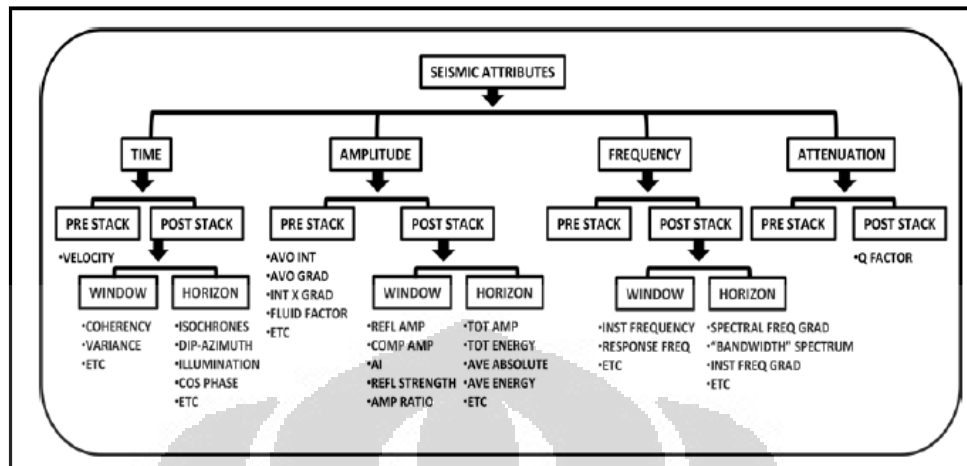 SEISMIC ATTRIBUTES
TIME
AMPLITUDE
FREQUENCY
ATTENUATION
PRE STACK
POST STACK
PRE STACK
POST STACK
PRE STACK
POST STACK
PRE STACK
POST STACK
•VELOCITY
WINDOW
HORIZON
•COHERENCY
•VARIANCE
•ETC
•ISOCHRONES
•DIP-AZIMUTH
•ILLUMINATION
•COS PHASE
•ETC
•AVO INT
•AVO GRAD
•INT X GRAD
•FLUID FACTOR
•ETC
WINDOW
HORIZON
•REFL AMP
•COMP AMP
•AI
•REFL STRENGTH
•AMP RATIO
•TOT AMP
•TOT ENERGY
•AVE ABSOLUTE
•AVE ENERGY
•ETC
WINDOW
HORIZON
•INST FREQUENCY
•RESPONSE FREQ
•ETC
•SPECTRAL FREQ GRAD
•"BANDWIDTH" SPECTRUM
•INST FREQ GRAD
•ETC
•Q FACTOR